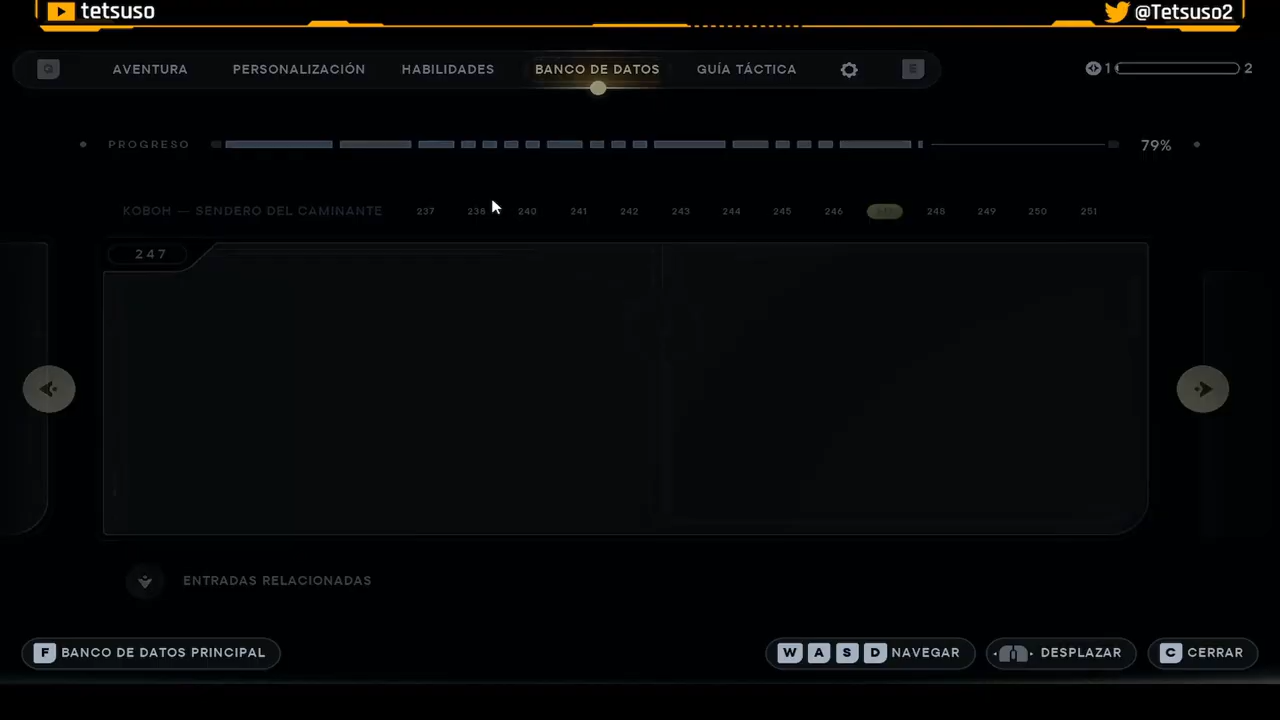 tetsuso
@Tetsuso2
Q AVENTURA PERSONALIZACIÓN HABILIDADES BANCO DE DATOS GUÍA TÁCTICA E 1 2
PROGRESO 79%
KOBOH — SENDERO DEL CAMINANTE 237 238 240 241 242 243 244 245 246 247 248 249 250 251
247
ENTRADAS RELACIONADAS
F BANCO DE DATOS PRINCIPAL W A S D NAVEGAR DESPLAZAR C CERRAR